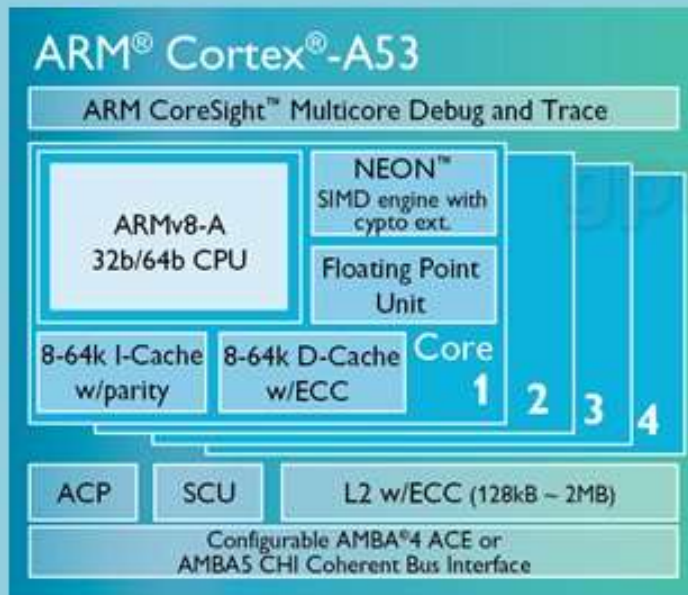 ARM® Cortex®-A53
ARM CoreSight™ Multicore Debug and Trace
ARMv8-A
32b/64b CPU
NEON™
SIMD engine with
cypto ext.
Floating Point
Unit
8-64k I-Cache
w/parity
8-64k D-Cache
w/ECC
Core
1
2
3
4
ACP
SCU
L2 w/ECC (128kB ~ 2MB)
Configurable AMBA®4 ACE or
AMBA5 CHI Coherent Bus Interface